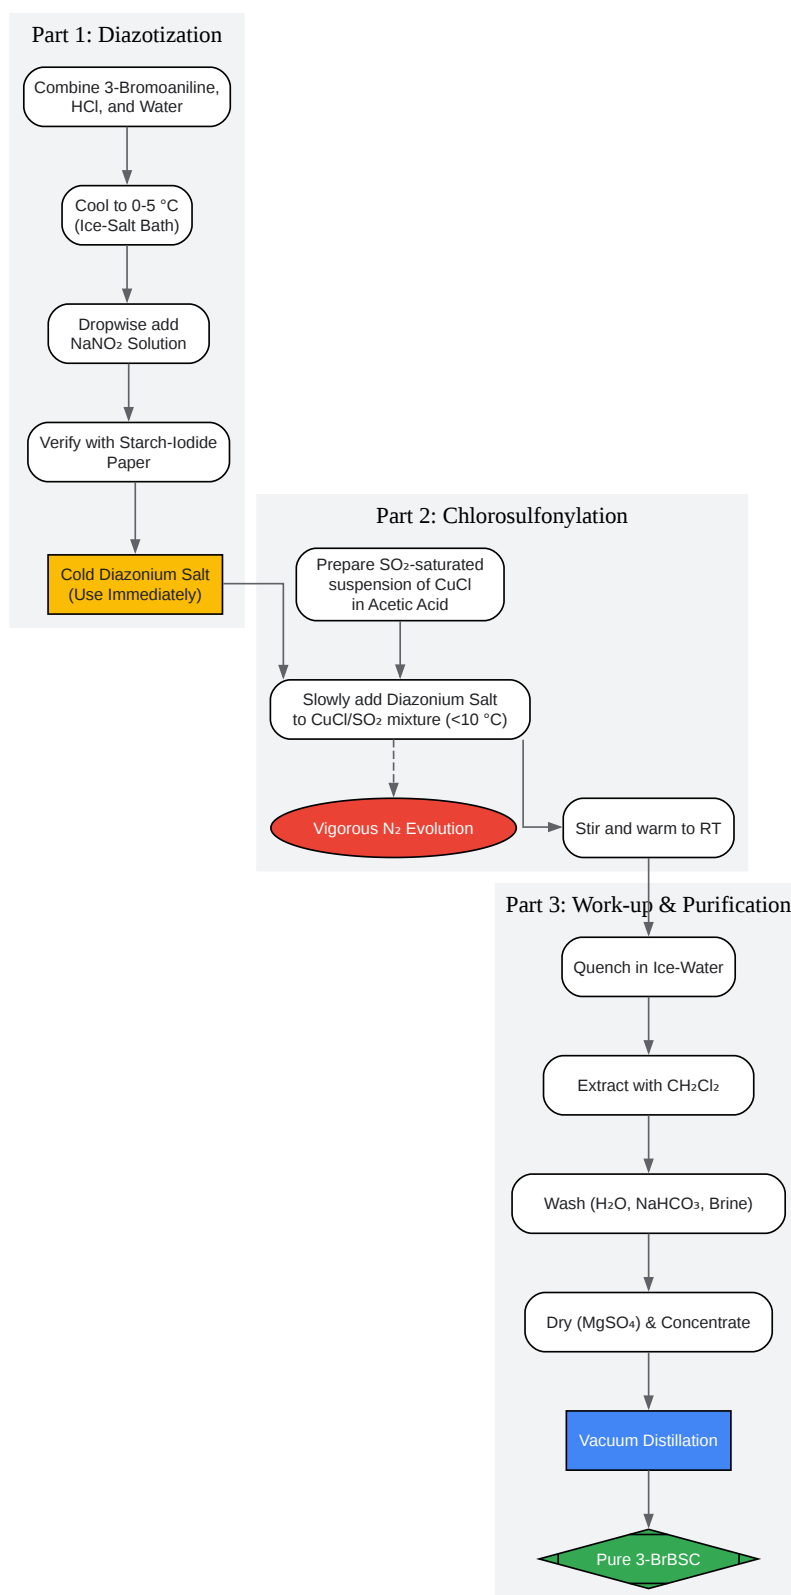 Part 1: Diazotization
Combine 3-Bromoaniline,
HCl, and Water
Cool to 0-5 °C
(Ice-Salt Bath)
Dropwise add
NaNO₂ Solution
Verify with Starch-Iodide
Paper
Cold Diazonium Salt
(Use Immediately)
Part 2: Chlorosulfonylation
Prepare SO₂-saturated
suspension of CuCl
in Acetic Acid
Slowly add Diazonium Salt
to CuCl/SO₂ mixture (<10 °C)
Vigorous N₂ Evolution
Stir and warm to RT
Part 3: Work-up & Purification
Quench in Ice-Water
Extract with CH₂Cl₂
Wash (H₂O, NaHCO₃, Brine)
Dry (MgSO₄) & Concentrate
Vacuum Distillation
Pure 3-BrBSC